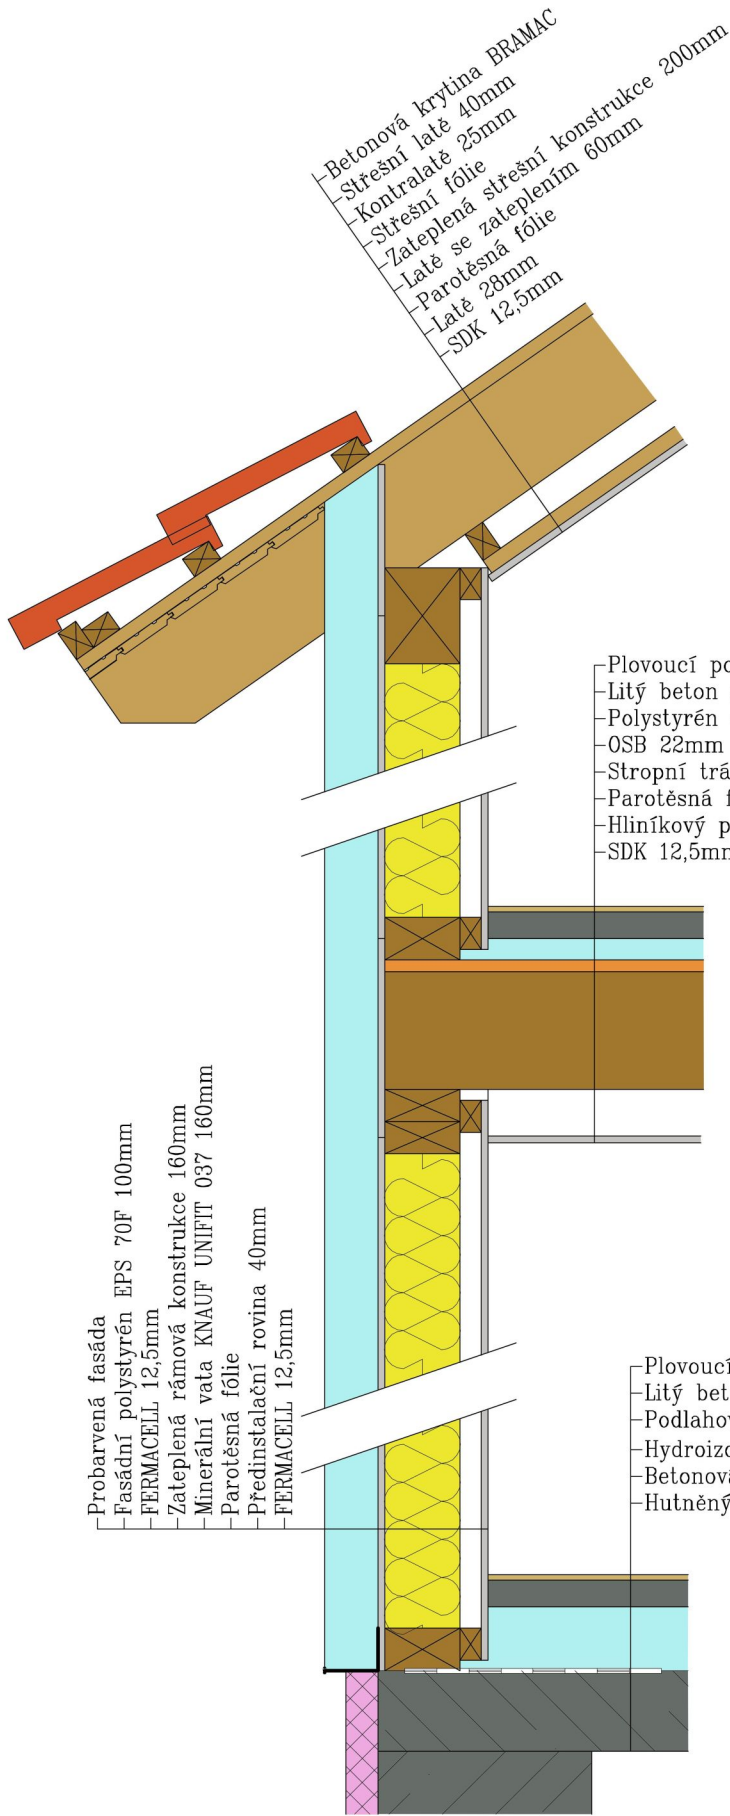 Betonová krytina BRAMAC
Střešní latě 40mm
Kontralatě 25mm
Střešní fólie
Zateplená střešní konstrukce 200mm
Latě se zateplením 60mm
Parotěsná fólie
Latě 28mm
SDK 12,5mm
Plovoucí
Litý beton
Polystyrén
OSB 22mm
Stropní
Parotěsná
Hliníkový
SDK
Probarvená fasáda
Fasádní polystyrén EPS 70F 100mm
FERMACELL 12,5mm
Zateplená rámová konstrukce 160mm
Minerální vata KNAUF UNIFIT 037 160mm
Parotěsná fólie
Předinstalační rovina 40mm
FERMACELL 12,5mm
Plovoucí
Litý
Hutněný